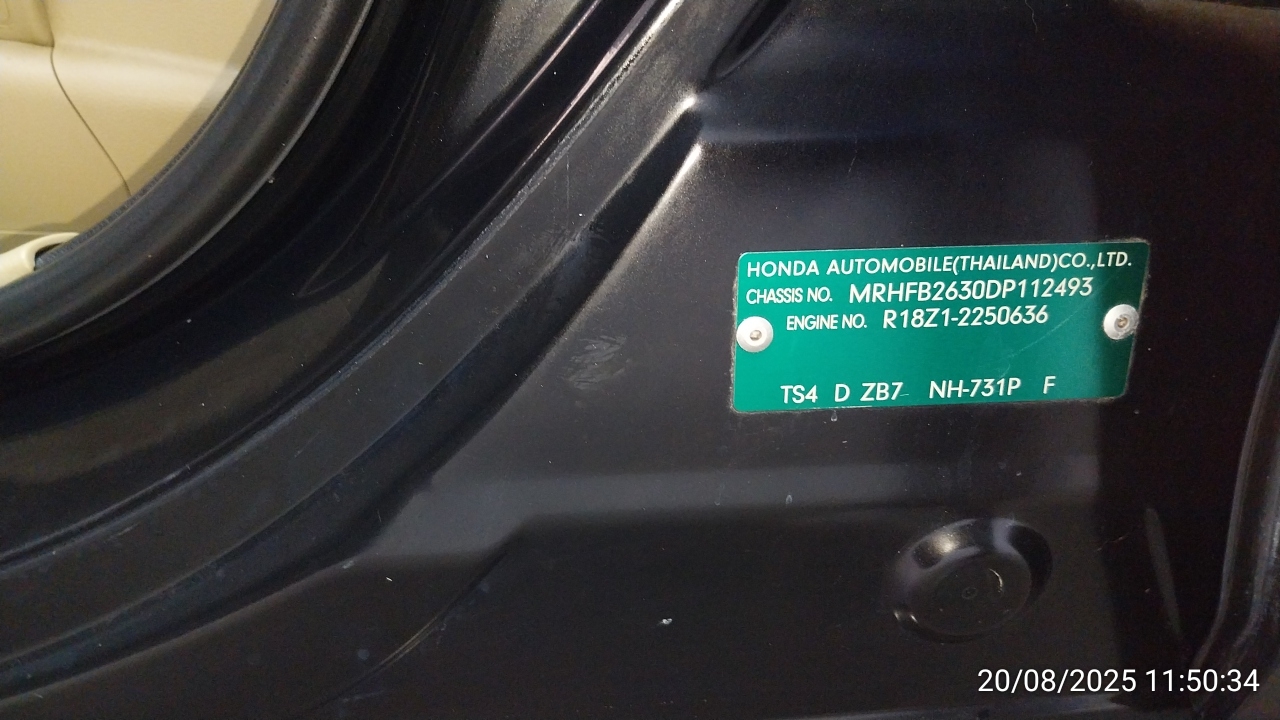 HONDA AUTOMOBILE(THAILAND)CO.,LTD.
CHASSIS NO. MRHFB2630DP112493
ENGINE NO. R18Z1-2250636
TS4 D ZB7 NH-731P F
20/08/2025 11:50:34